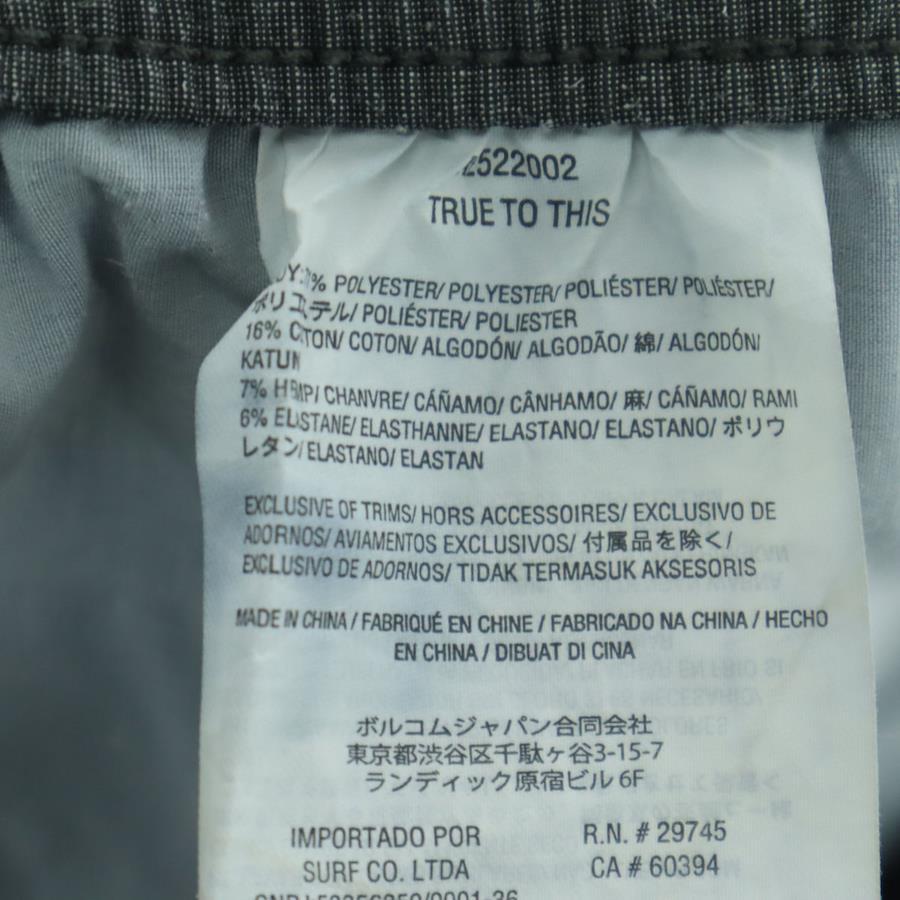 2522002
TRUE TO THIS
% POLYESTER/ POLYESTER/ POLIÉSTER/ POLIÉSTER/
ポリエステル/ POLIÉSTER/ POLIESTER
16% COTTON/ COTON/ ALGODÓN/ ALGODÃO/ 綿/ ALGODÓN/
KATUN
7% HEMP/ CHANVRE/ CÁÑAMO/ CÂNHAMO/ 麻/ CÁÑAMO/ RAMI
6% ELASTANE/ ELASTHANNE/ ELASTANO/ ELASTANO/ ポリウ
レタン/ ELASTANO/ ELASTAN
EXCLUSIVE OF TRIMS/ HORS ACCESSOIRES/ EXCLUSIVO DE
ADORNOS/ AVIAMENTOS EXCLUSIVOS/ 付属品を除く/
EXCLUSIVO DE ADORNOS/ TIDAK TERMASUK AKSESORIS
MADE IN CHINA / FABRIQUÉ EN CHINE / FABRICADO NA CHINA / HECHO
EN CHINA / DIBUAT DI CINA
ボルコムジャパン合同会社
東京都渋谷区千駄ヶ谷3-15-7
ランディック原宿ビル 6F
IMPORTADO POR R.N. # 29745
SURF CO. LTDA CA # 60394